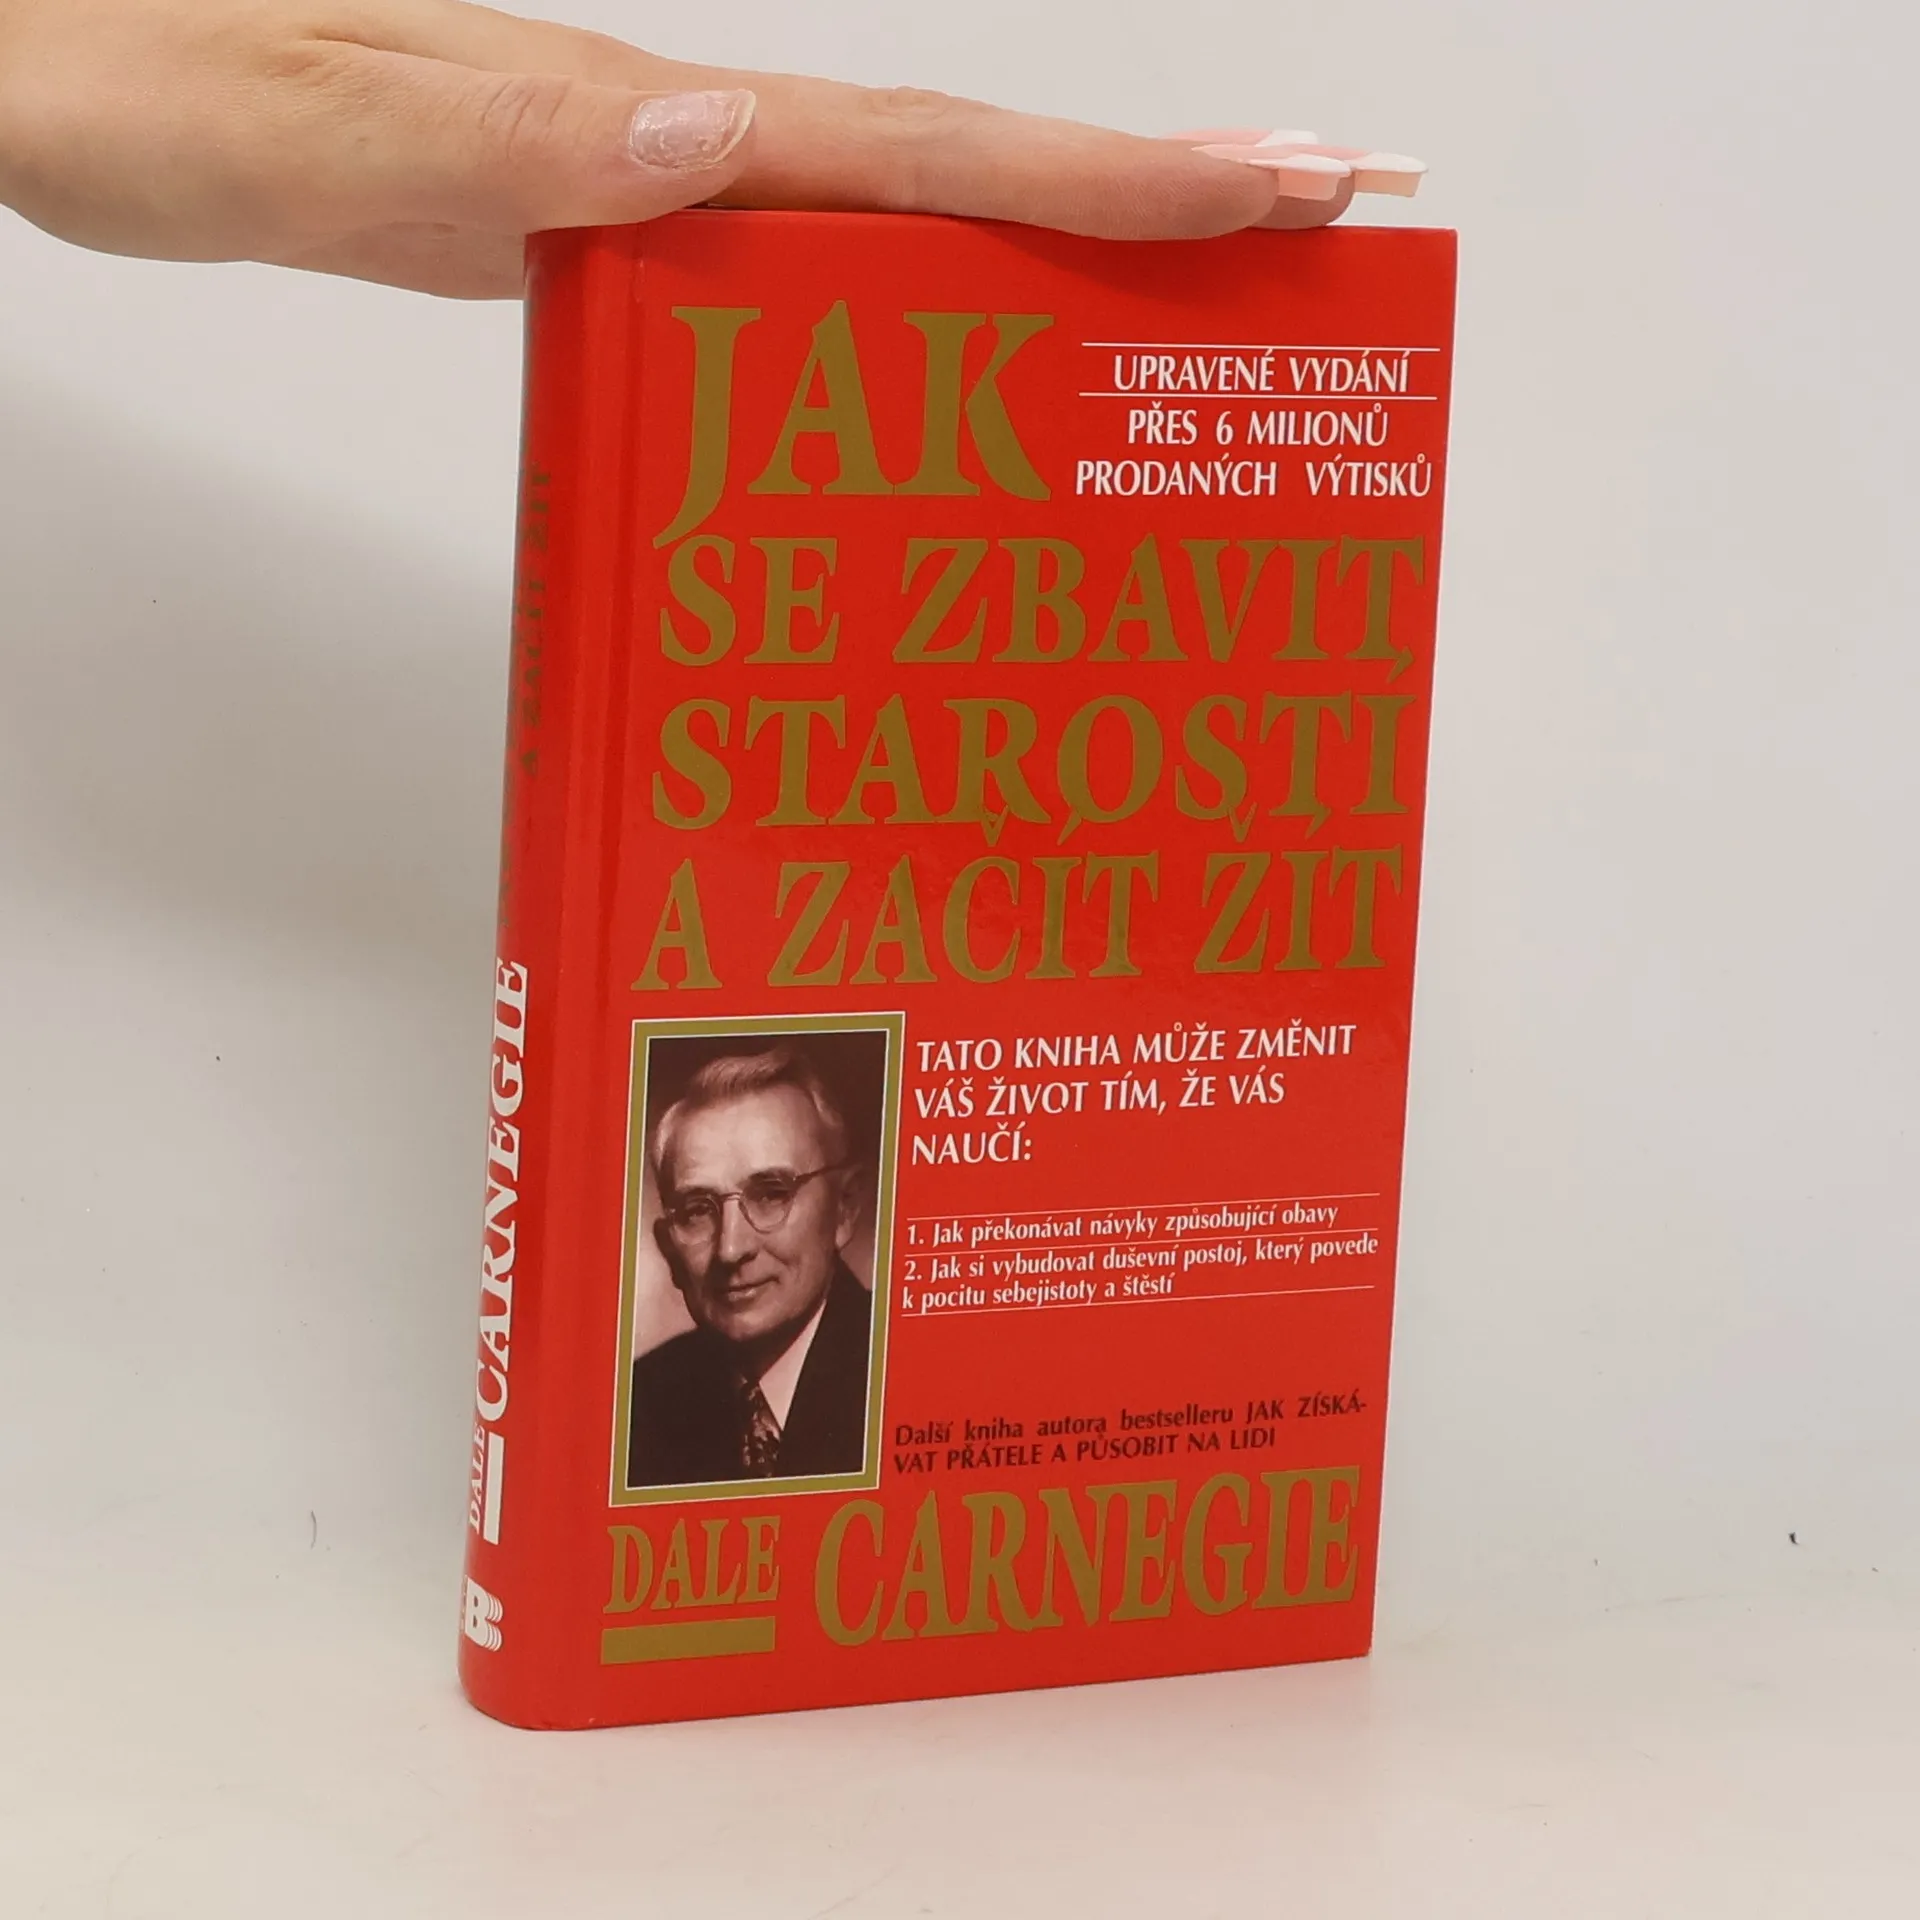 JAK
UPRAVENÉ VYDÁNÍ
PŘES 6 MILIONŮ
PRODANÝCH VÝTISKŮ
SE ZBAVIT
STAROSTÍ
A ZAČÍT ŽÍT
TATO KNIHA MŮŽE ZMĚNIT
VÁŠ ŽIVOT TÍM, ŽE VÁS
NAUČÍ:
1. Jak překonávat návyky způsobující obavy
2. Jak si vybudovat duševní postoj, který povede
k pocitu sebejistoty a štěstí
Další kniha autora bestselleru JAK ZÍSKÁ-
VAT PŘÁTELE A PŮSOBIT NA LIDI
DALE CARNEGIE
A ZAČÍT ŽÍT
DALE CARNEGIE
B